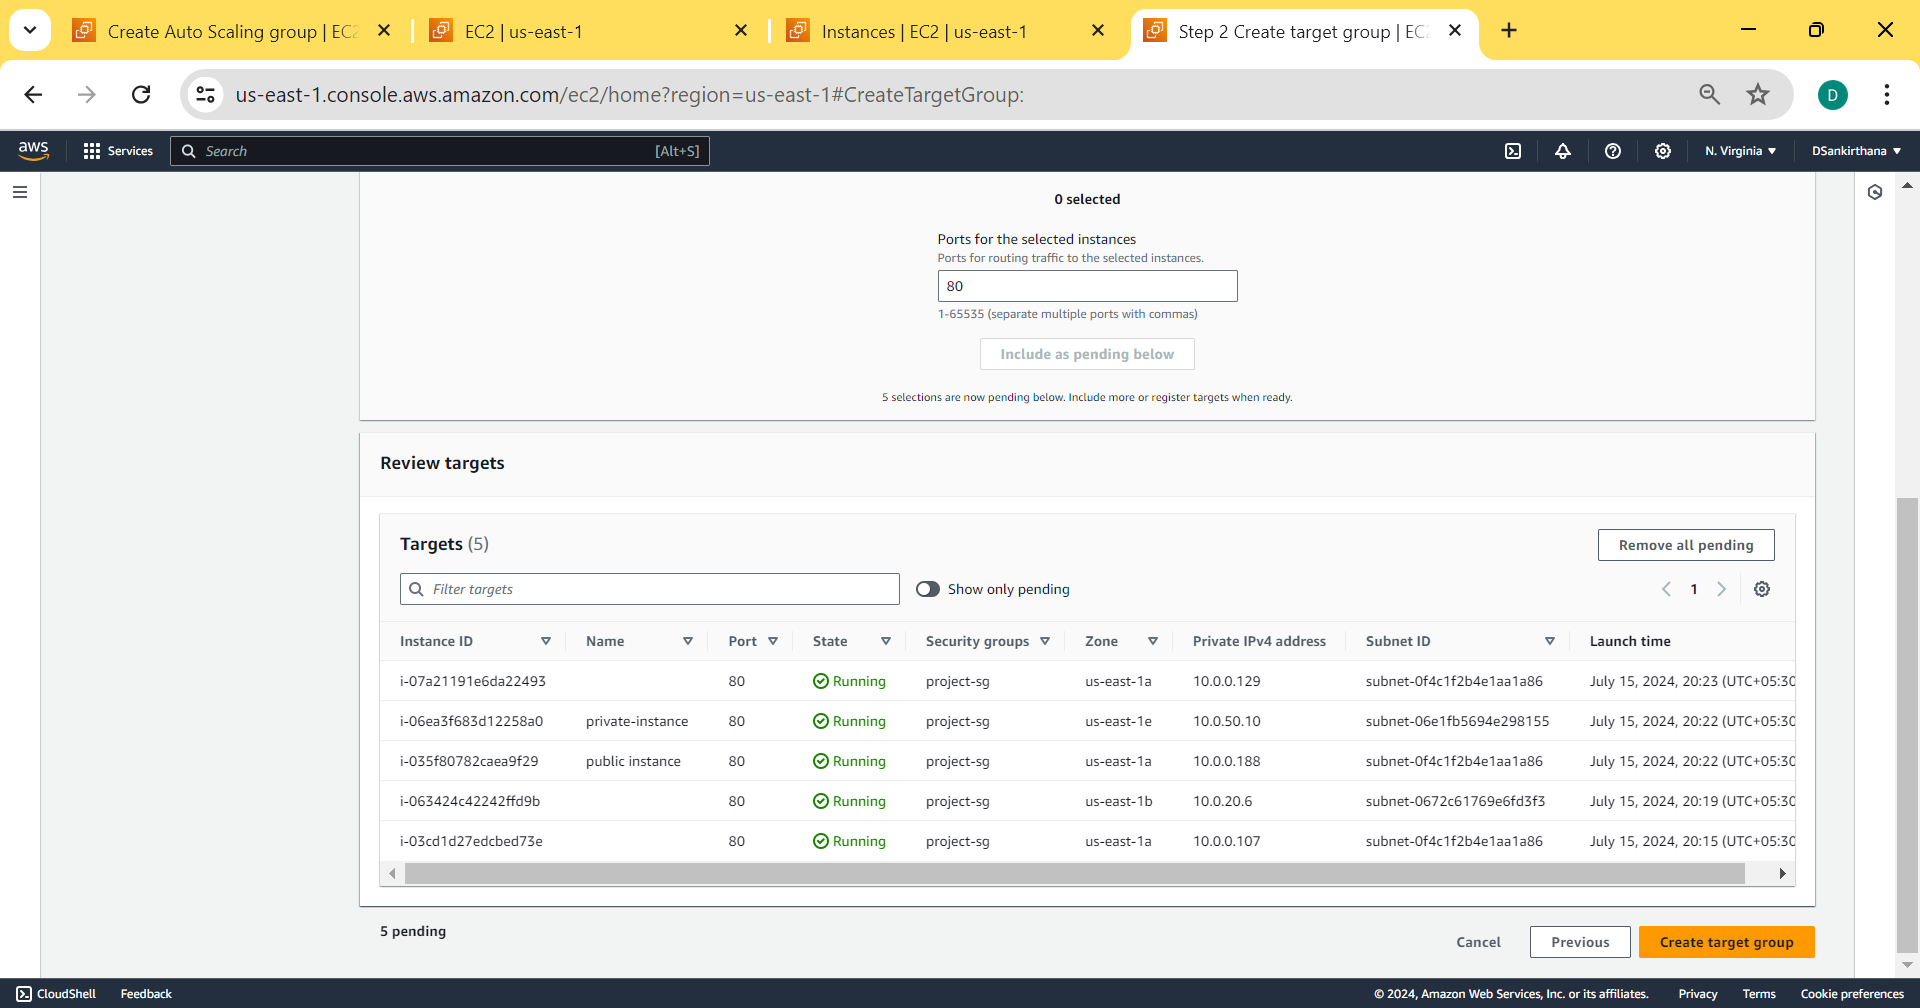 Create Auto Scaling group | EC2
EC2 | us-east-1
Instances | EC2 | us-east-1
Step 2 Create target group | EC2
us-east-1.console.aws.amazon.com/ec2/home?region=us-east-1#CreateTargetGroup:
D
aws
Services
Search
[Alt+S]
N. Virginia
DSankirthana
0 selected
Ports for the selected instances
Ports for routing traffic to the selected instances.
80
1-65535 (separate multiple ports with commas)
Include as pending below
5 selections are now pending below. Include more or register targets when ready.
Review targets
Targets (5)
Remove all pending
Filter targets
Show only pending
1
Instance ID Name Port State Security groups Zone Private IPv4 address Subnet ID Launch time
i-07a21191e6da22493 80 Running project-sg us-east-1a 10.0.0.129 subnet-0f4c1f2b4e1aa1a86 July 15, 2024, 20:23 (UTC+05:30
i-06ea3f683d12258a0 private-instance 80 Running project-sg us-east-1e 10.0.50.10 subnet-06e1fb5694e298155 July 15, 2024, 20:22 (UTC+05:30
i-035f80782caea9f29 public instance 80 Running project-sg us-east-1a 10.0.0.188 subnet-0f4c1f2b4e1aa1a86 July 15, 2024, 20:22 (UTC+05:30
i-063424c42242ffd9b 80 Running project-sg us-east-1b 10.0.20.6 subnet-0672c61769e6fd3f3 July 15, 2024, 20:19 (UTC+05:30
i-03cd1d27edcbed73e 80 Running project-sg us-east-1a 10.0.0.107 subnet-0f4c1f2b4e1aa1a86 July 15, 2024, 20:15 (UTC+05:30
5 pending
Cancel
Previous
Create target group
CloudShell
Feedback
© 2024, Amazon Web Services, Inc. or its affiliates.
Privacy
Terms
Cookie preferences